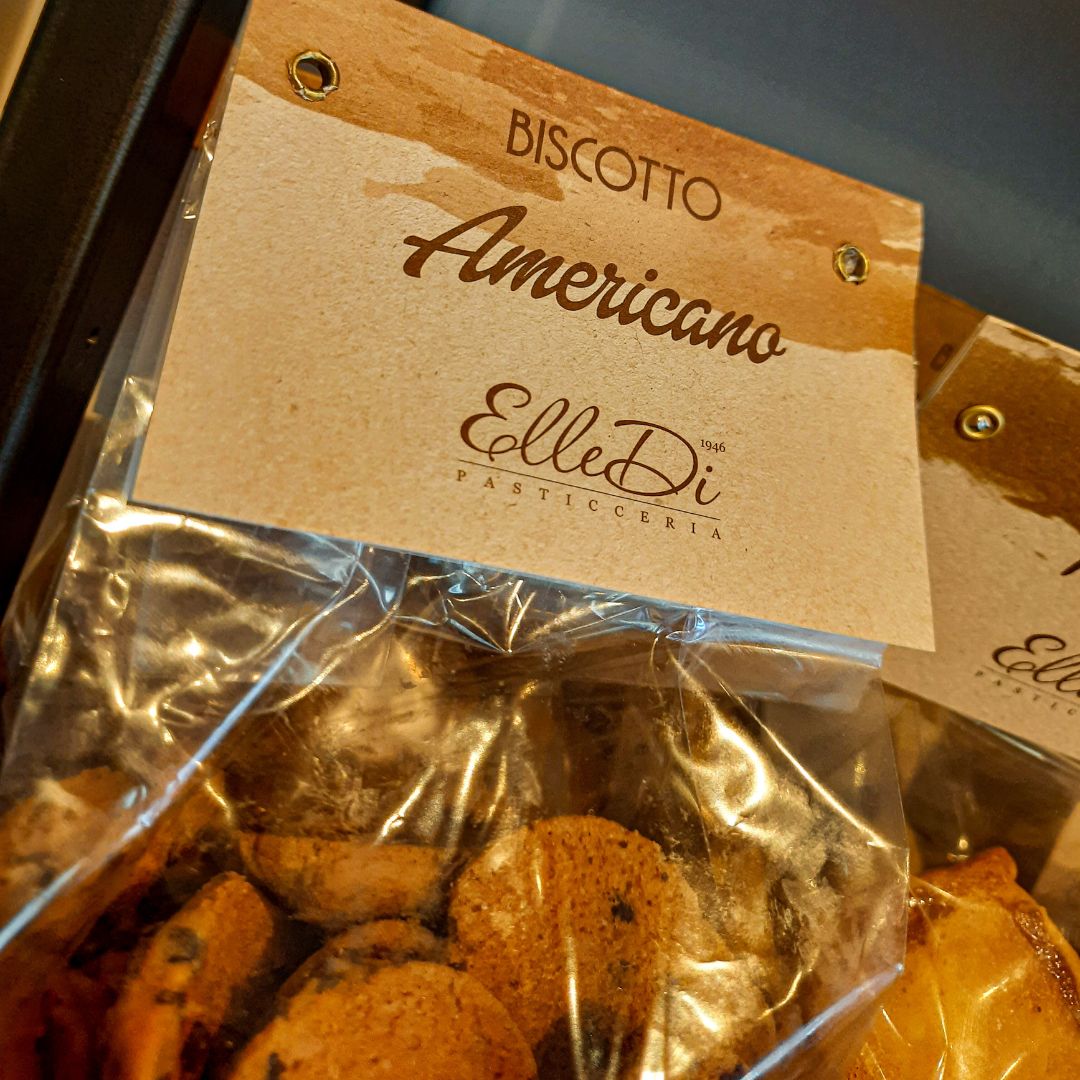 BISCOTTO
Americano
ElleDi 1946
PASTICCERIA